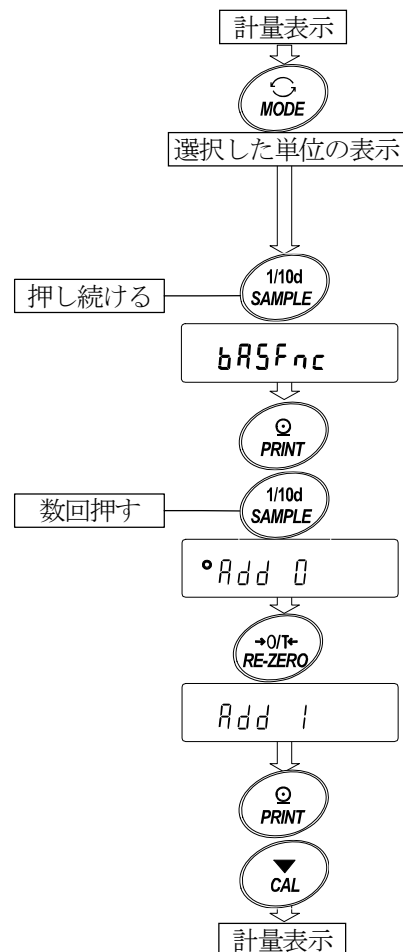 計量表示
MODE
選択した単位の表示
1/10d
SAMPLE
押し続ける
bASFnc
PRINT
1/10d
SAMPLE
数回押す
Add 0
→0/T←
RE-ZERO
Add 1
PRINT
CAL
計量表示